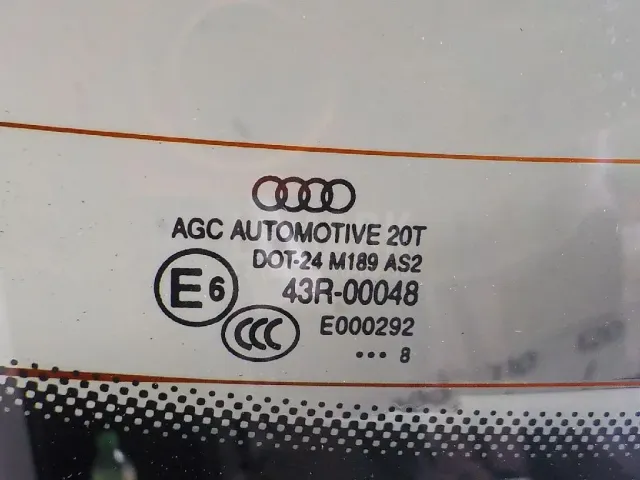 AGC AUTOMOTIVE 20T
DOT-24 M189 AS2
E6 43R-00048
CCC E000292
... 8